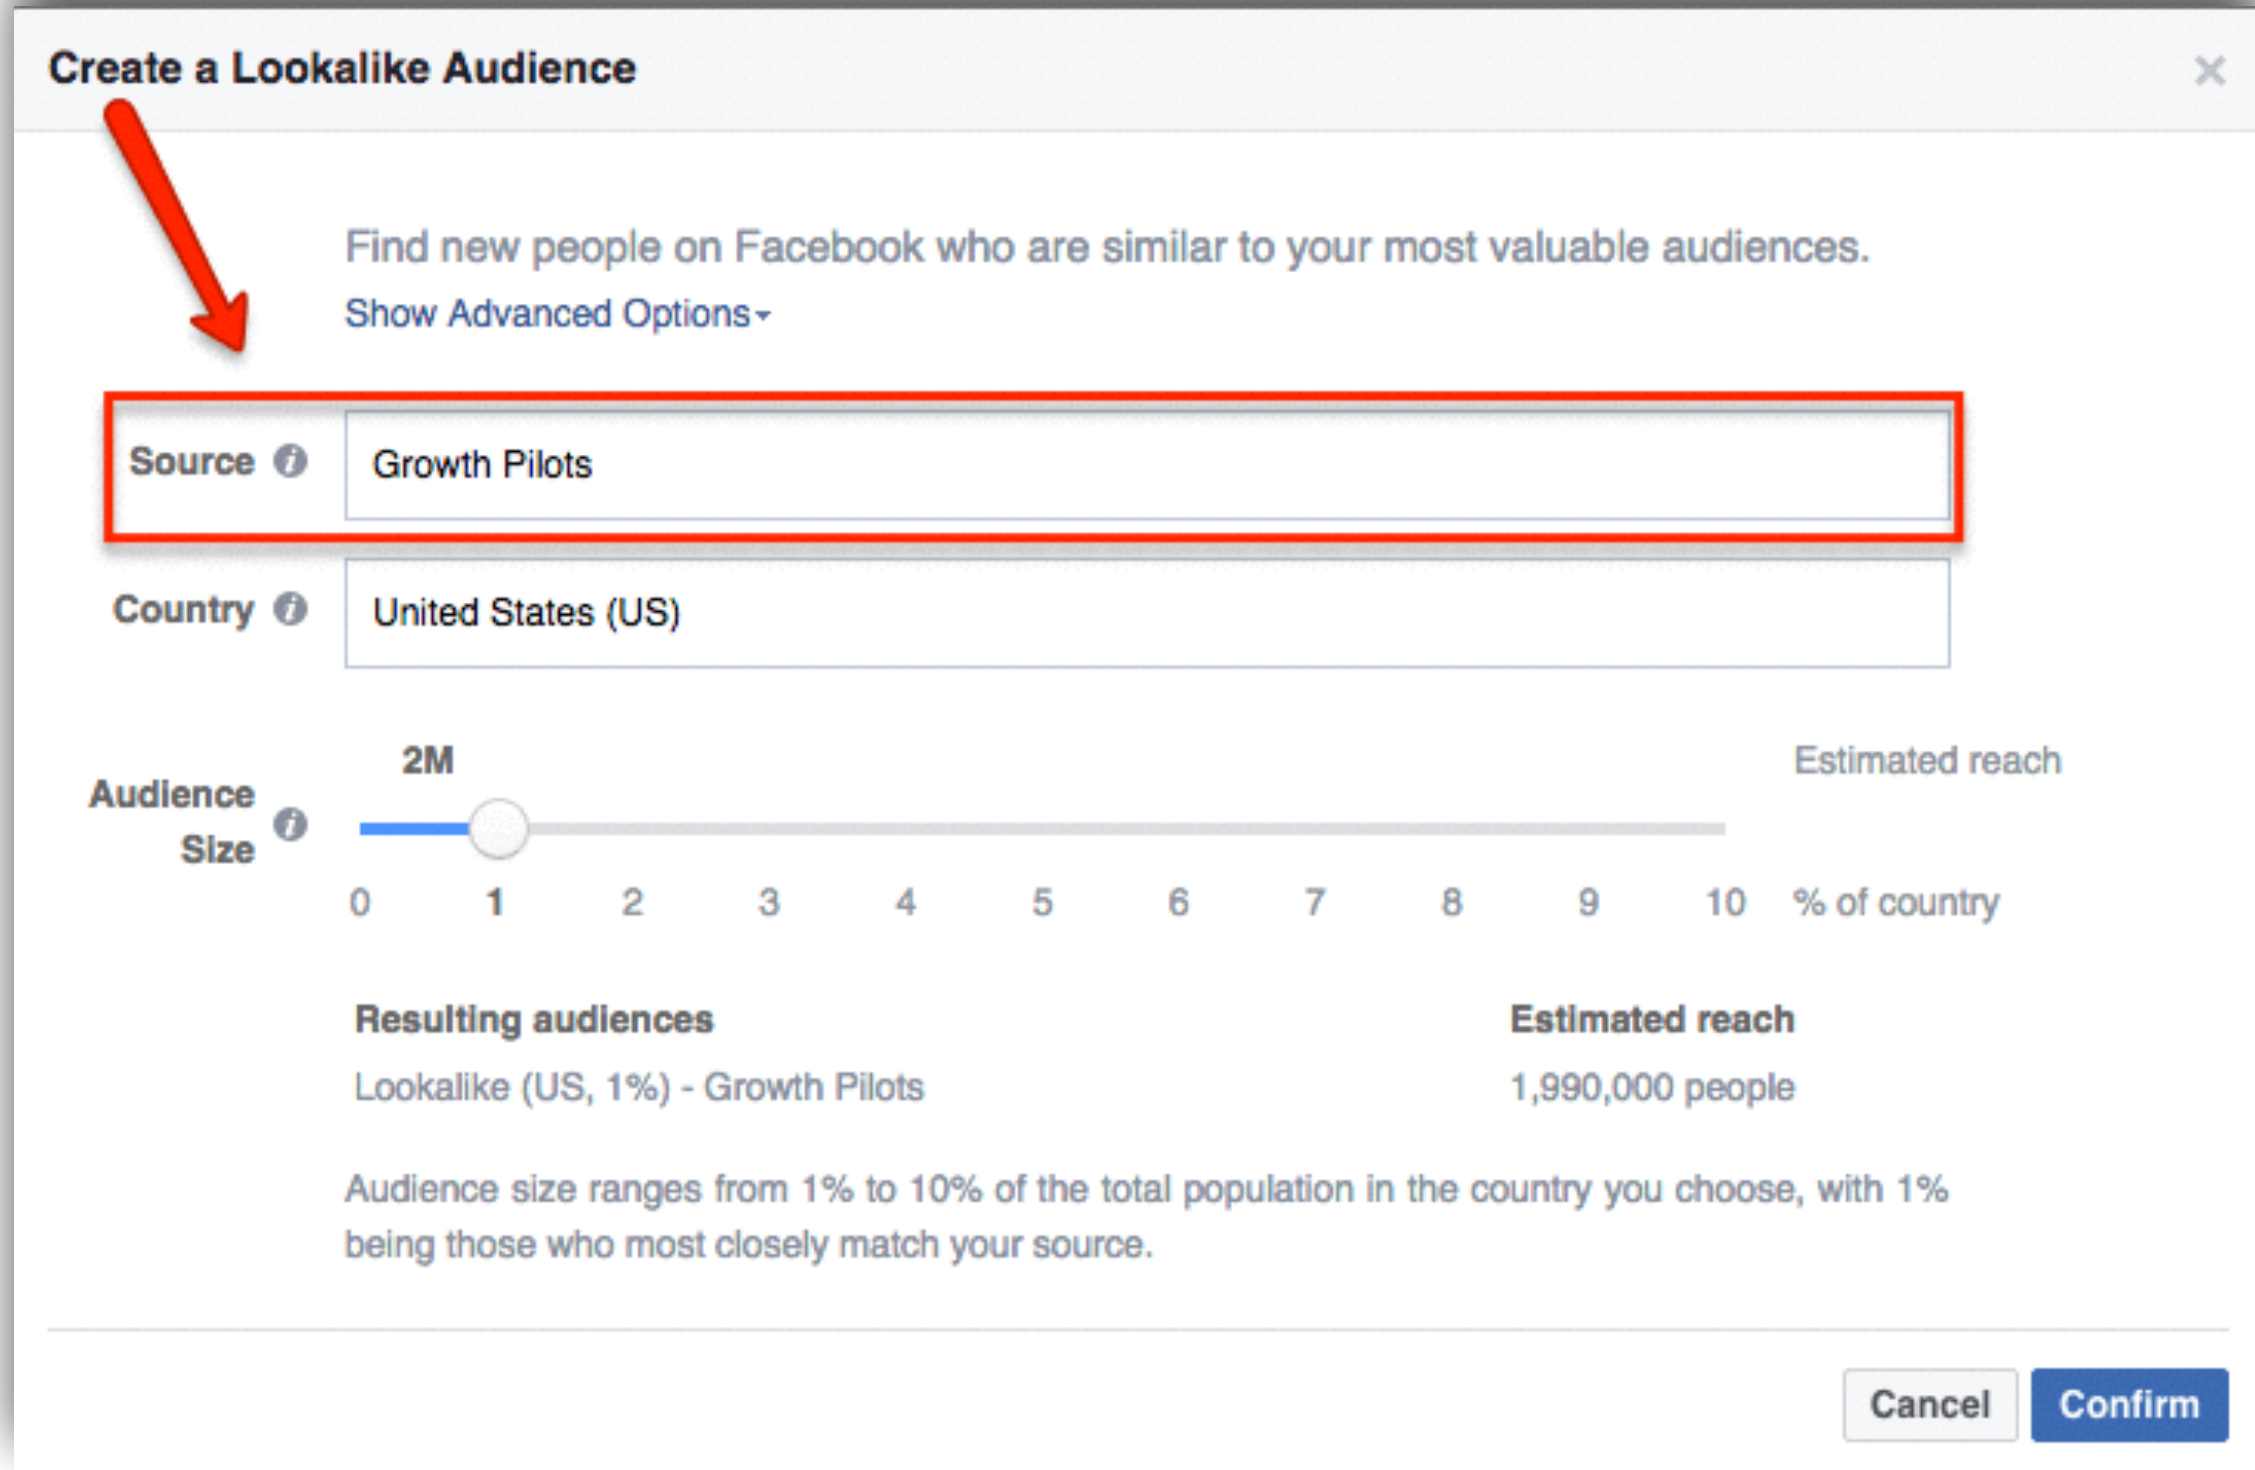 Create a Lookalike Audience
×
Find new people on Facebook who are similar to your most valuable audiences.
Show Advanced Options
Source i Growth Pilots
Country i United States (US)
2M Estimated reach
Audience
Size i
0 1 2 3 4 5 6 7 8 9 10 % of country
Resulting audiences Estimated reach
Lookalike (US, 1%) - Growth Pilots 1,990,000 people
Audience size ranges from 1% to 10% of the total population in the country you choose, with 1%
being those who most closely match your source.
Cancel Confirm